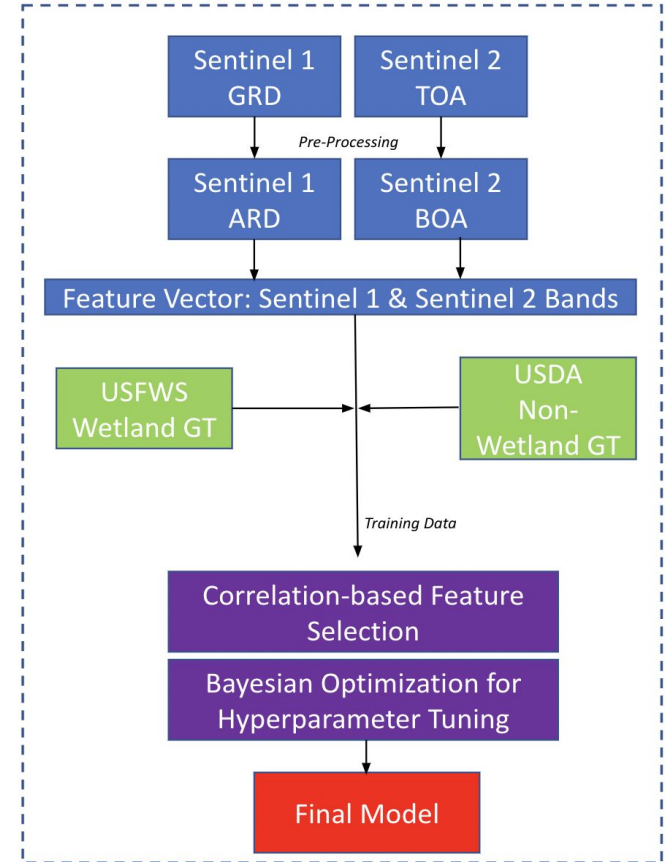 Sentinel 1
GRD
Sentinel 2
TOA
Pre-Processing
Sentinel 1
ARD
Sentinel 2
BOA
Feature Vector: Sentinel 1 & Sentinel 2 Bands
USFWS
Wetland GT
USDA
Non-
Wetland GT
Training Data
Correlation-based Feature
Selection
Bayesian Optimization for
Hyperparameter Tuning
Final Model